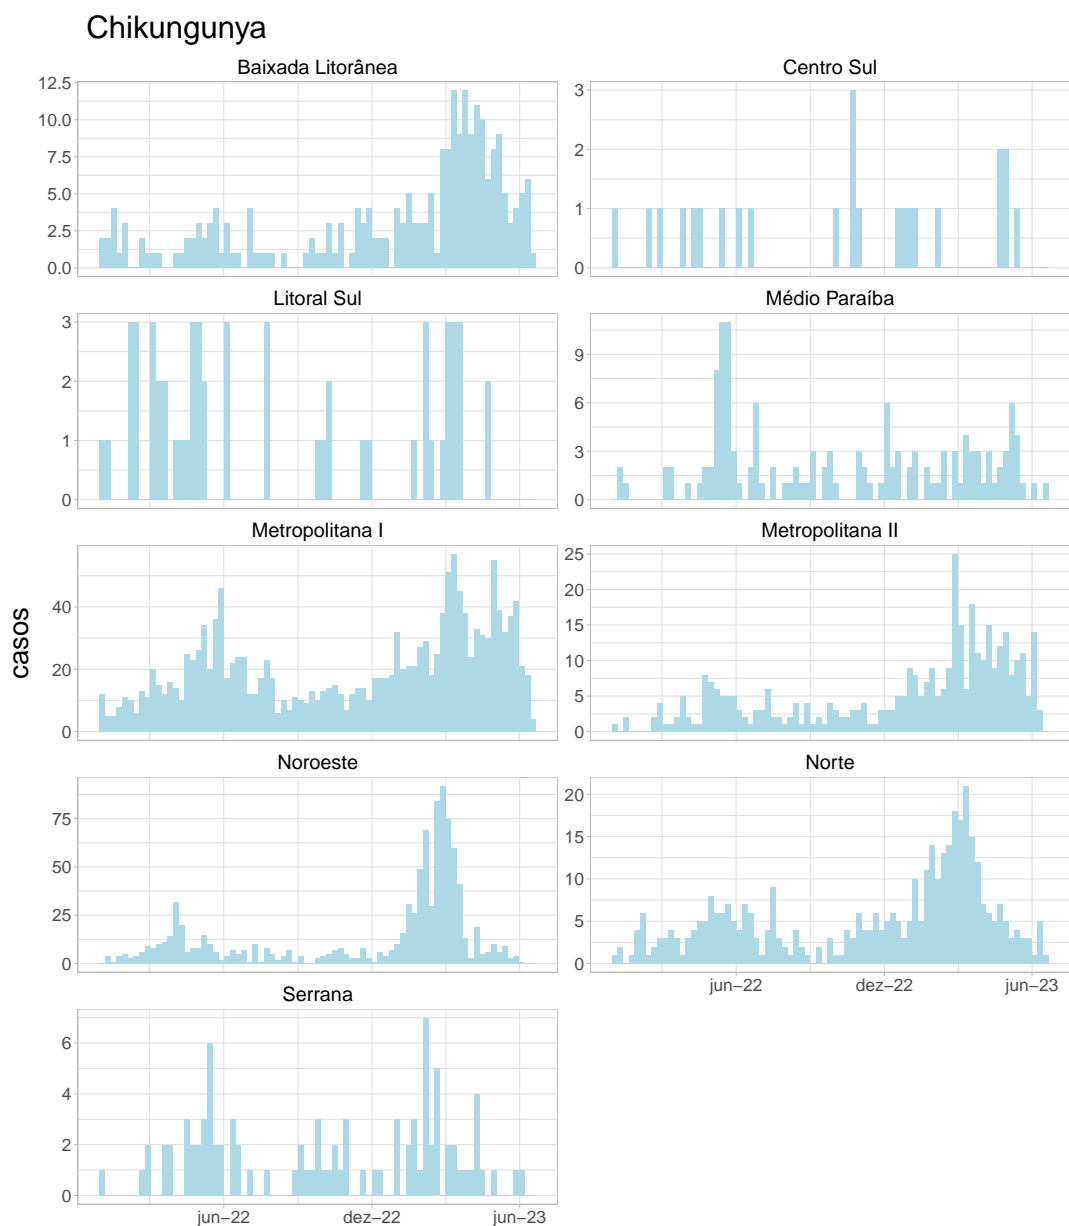 Chikungunya
Baixada Litorânea
12.5
10.0
7.5
5.0
2.5
0.0
Centro Sul
3
2
1
0
Litoral Sul
3
2
1
0
Médio Paraíba
9
6
3
0
casos
Metropolitana I
40
20
0
Metropolitana II
25
20
15
10
5
0
Noroeste
75
50
25
0
Norte
20
15
10
5
0
jun–22
dez–22
jun–23
Serrana
6
4
2
0
jun–22
dez–22
jun–23